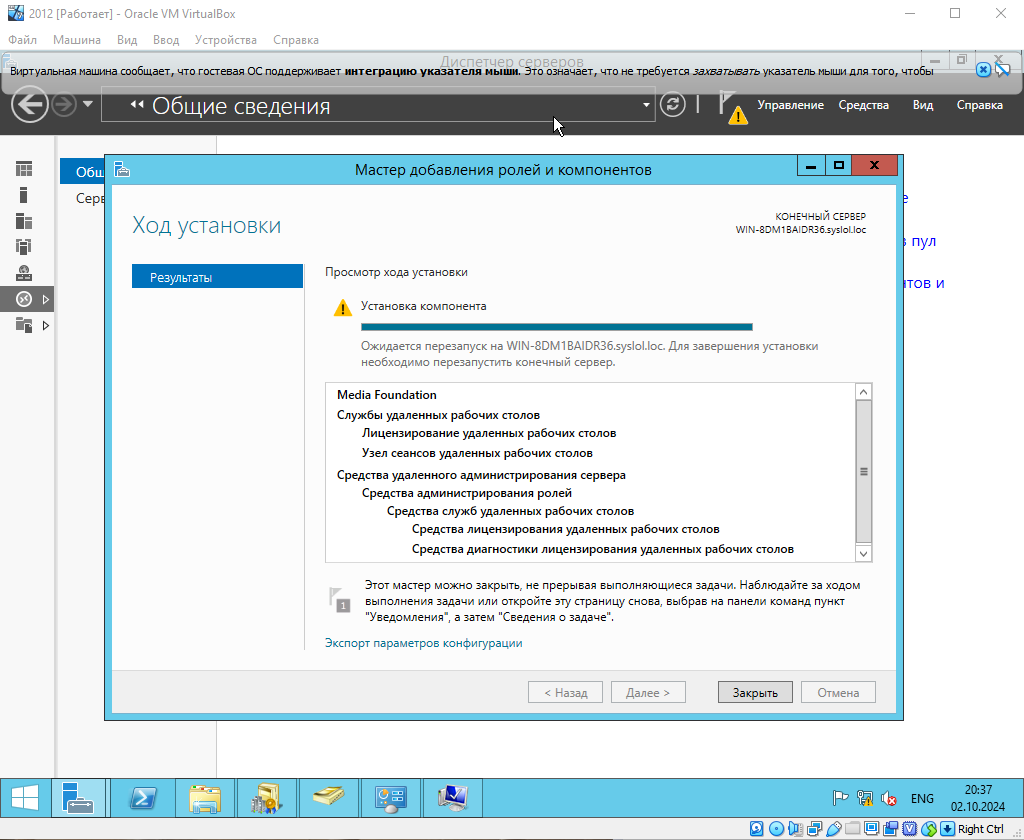 2012 [Работает] - Oracle VM VirtualBox
Файл Машина Вид Ввод Устройства Справка
Диспетчер серверов
Виртуальная машина сообщает, что гостевая ОС поддерживает интеграцию указателя мыши. Это означает, что не требуется захватывать указатель мыши для того, чтобы
Общие сведения
Управление Средства Вид Справка
Общ
Серв
е
в пул
нтов и
Мастер добавления ролей и компонентов
Ход установки
КОНЕЧНЫЙ СЕРВЕР
WIN-8DM1BAIDR36.syslol.loc
Результаты
Просмотр хода установки
Установка компонента
Ожидается перезапуск на WIN-8DM1BAIDR36.syslol.loc. Для завершения установки
необходимо перезапустить конечный сервер.
Media Foundation
Службы удаленных рабочих столов
Лицензирование удаленных рабочих столов
Узел сеансов удаленных рабочих столов
Средства удаленного администрирования сервера
Средства администрирования ролей
Средства служб удаленных рабочих столов
Средства лицензирования удаленных рабочих столов
Средства диагностики лицензирования удаленных рабочих столов
1
Этот мастер можно закрыть, не прерывая выполняющиеся задачи. Наблюдайте за ходом
выполнения задачи или откройте эту страницу снова, выбрав на панели команд пункт
"Уведомления", а затем "Сведения о задаче".
Экспорт параметров конфигурации
< Назад Далее > Закрыть Отмена
ENG
20:37
02.10.2024
Right Ctrl